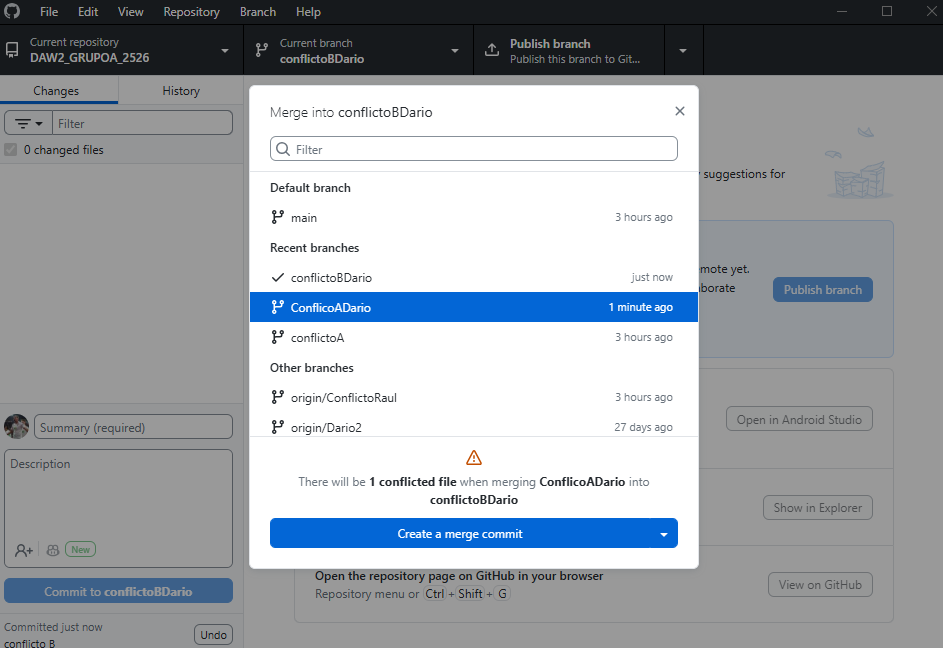 File Edit View Repository Branch Help
Current repository
DAW2_GRUPOA_2526
Current branch
conflictoBDario
Publish branch
Publish this branch to Git...
Changes History
Filter
0 changed files
Merge into conflictoBDario
Filter
Default branch
main 3 hours ago
Recent branches
conflictoBDario just now
ConflicoADario 1 minute ago
conflictoA 3 hours ago
Other branches
origin/ConflictoRaul 3 hours ago
origin/Dario2 27 days ago
There will be 1 conflicted file when merging ConflicoADario into
conflictoBDario
Create a merge commit
suggestions for
mote yet.
borate
Publish branch
Open in Android Studio
Show in Explorer
Open the repository page on GitHub in your browser
Repository menu or Ctrl + Shift + G
View on GitHub
Summary (required)
Description
New
Commit to conflictoBDario
Committed just now
conflicto B
Undo